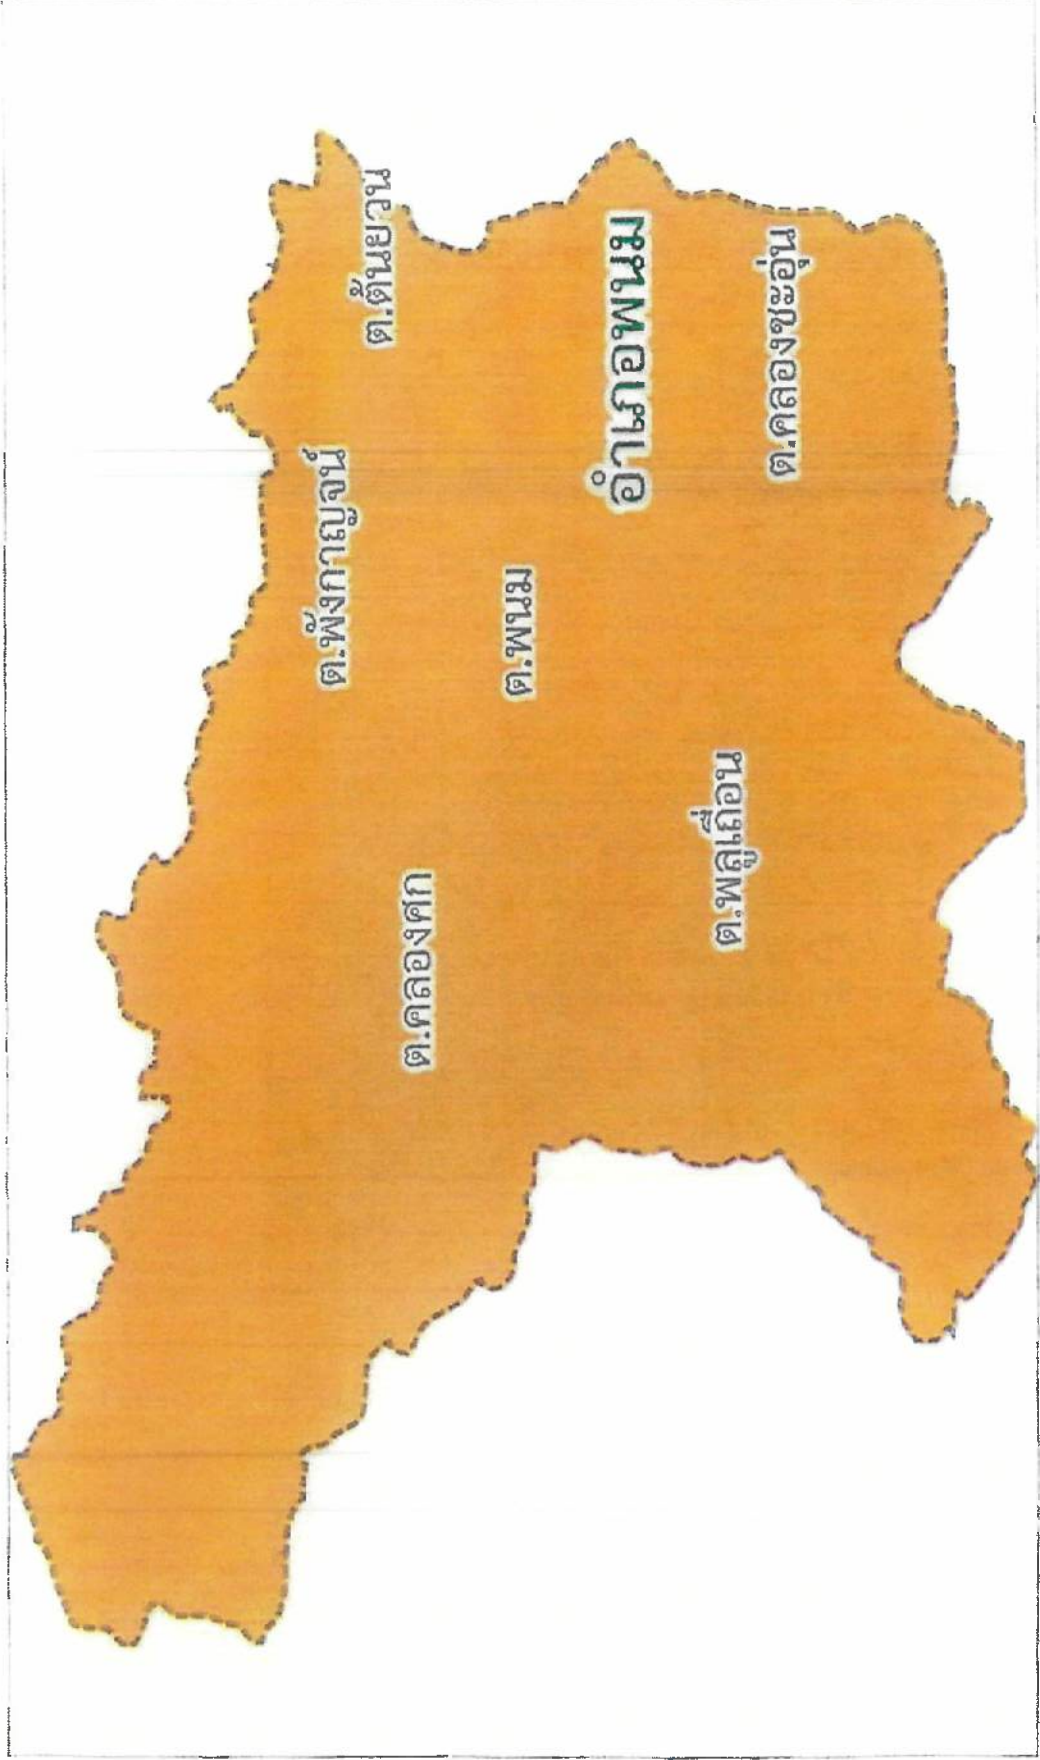 ต.ต้นยวน
ต.พังกาญจน์
ต.คลองศก
ต.พนม
อำเภอพนม
ต.พลูเถื่อน
ต.คลองชะอุ่น